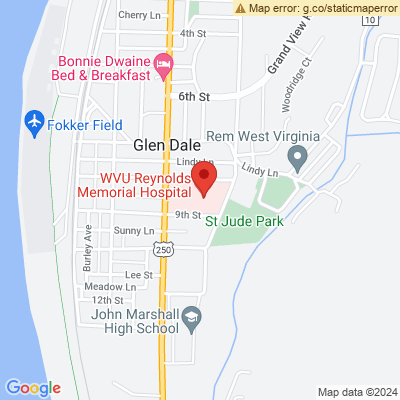 Map error: g.co/staticmaperror
Cherry Ln
4th St
10
Grand View R
Bonnie Dwaine
Bed & Breakfast
Woodridge Ct
6th St
Fokker Field
Glen Dale
Rem West Virginia
Lindy Ln
Lindy Ln
WVU Reynolds
Memorial Hospital
9th St
St Jude Park
Sunny Ln
Burley Ave
250
Lee St
Meadow Ln
12th St
John Marshall
High School
Google
Map data ©2024